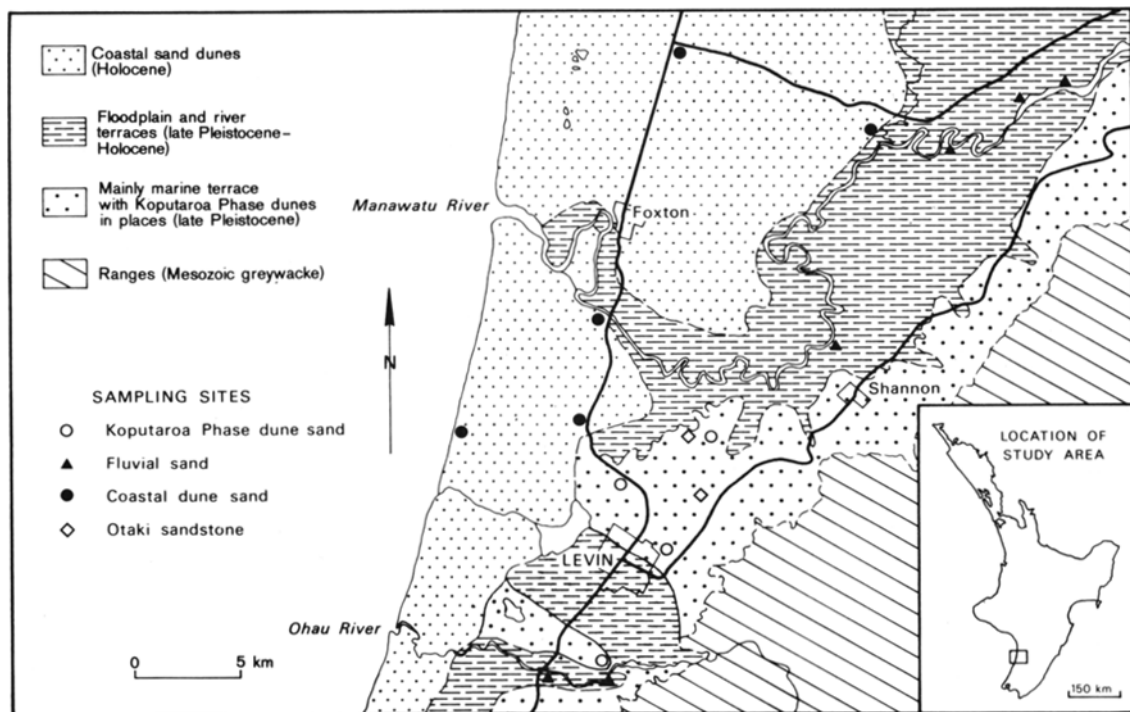 Coastal sand dunes
(Holocene)
Floodplain and river
terraces (late Pleistocene–
Holocene)
Mainly marine terrace
with Koputaroa Phase dunes
in places (late Pleistocene)
Ranges (Mesozoic greywacke)
Manawatu River
Foxton
N
SAMPLING SITES
Koputaroa Phase dune sand
Fluvial sand
Coastal dune sand
Otaki sandstone
Shannon
LEVIN
Ohau River
0 5 km
LOCATION OF
STUDY AREA
150 km